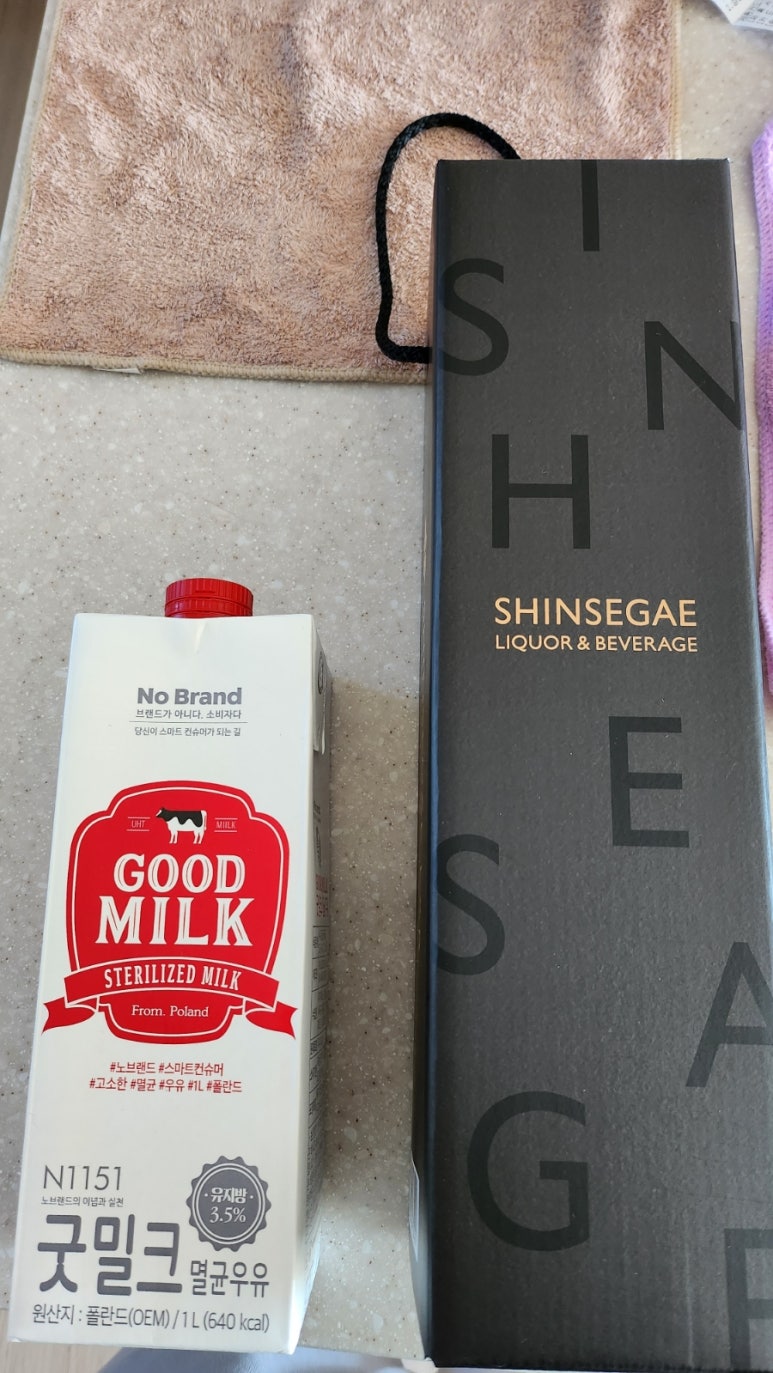 No Brand
브랜드가 아니다. 소비자다
당신이 스마트 컨슈머가 되는 길
UHT MIILK
GOOD
MILK
STERILIZED MILK
From. Poland
#노브랜드 #스마트컨슈머
#고소한 #멸균 #우유 #1L #폴란드
N1151
노브랜드의 이념과 실천
유지방
3.5%
굿밀크 멸균우유
원산지 : 폴란드(OEM) / 1 L (640 kcal)
I
S
N
H
SHINSEGAE
LIQUOR & BEVERAGE
E
S
A
G
E